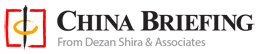 CHINA BRIEFING
From Dezan Shira & Associates